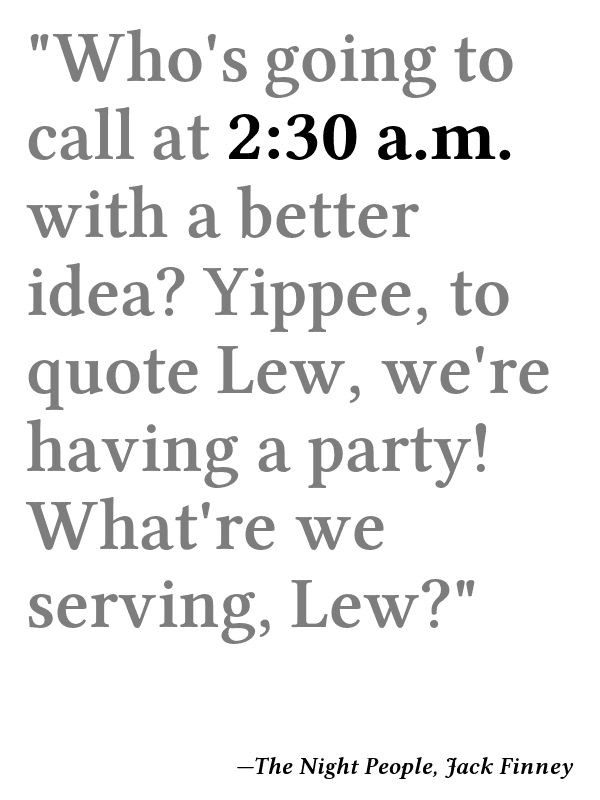 "Who's going to
call at 2:30 a.m.
with a better
idea? Yippee, to
quote Lew, we're
having a party!
What're we
serving, Lew?"
—The Night People, Jack Finney